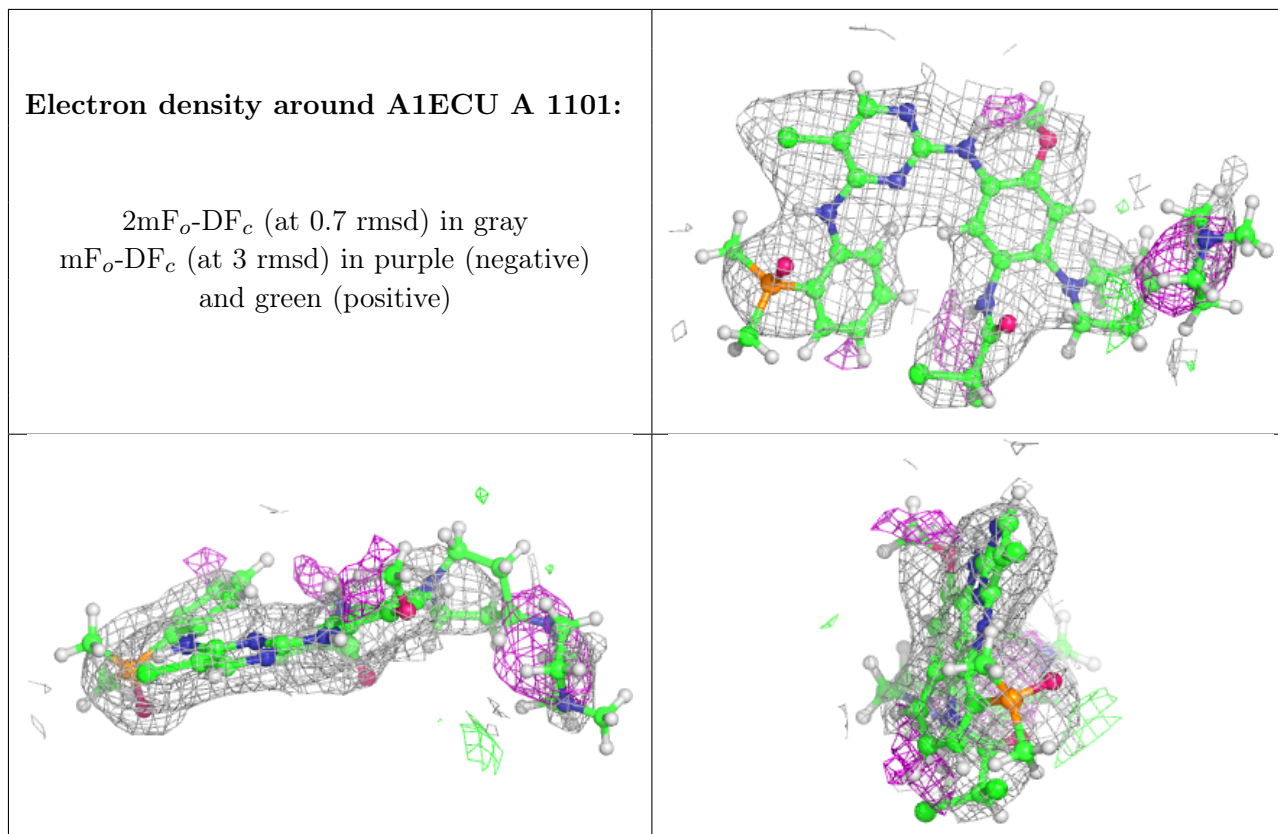 Electron density around A1ECU A 1101:
2mFo-DFc (at 0.7 rmsd) in gray
mFo-DFc (at 3 rmsd) in purple (negative)
and green (positive)